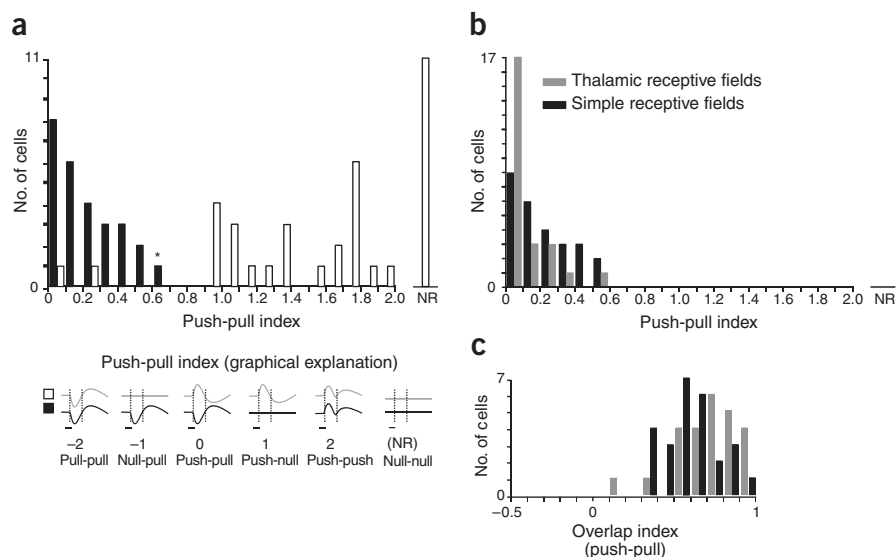 a
11
No. of cells
0
*
0 0.2 0.4 0.6 1.0 1.2 1.4 1.6 1.8 2.0 NR
Push-pull index
Push-pull index (graphical explanation)
−2 −1 0 1 2 (NR)
Pull-pull Null-pull Push-pull Push-null Push-push Null-null
b
17
No. of cells
0
Thalamic receptive fields
Simple receptive fields
0 0.2 0.4 0.6 1.0 1.2 1.4 1.6 1.8 2.0 NR
Push-pull index
c
7
No. of cells
0
−0.5 0 1
Overlap index
(push-pull)